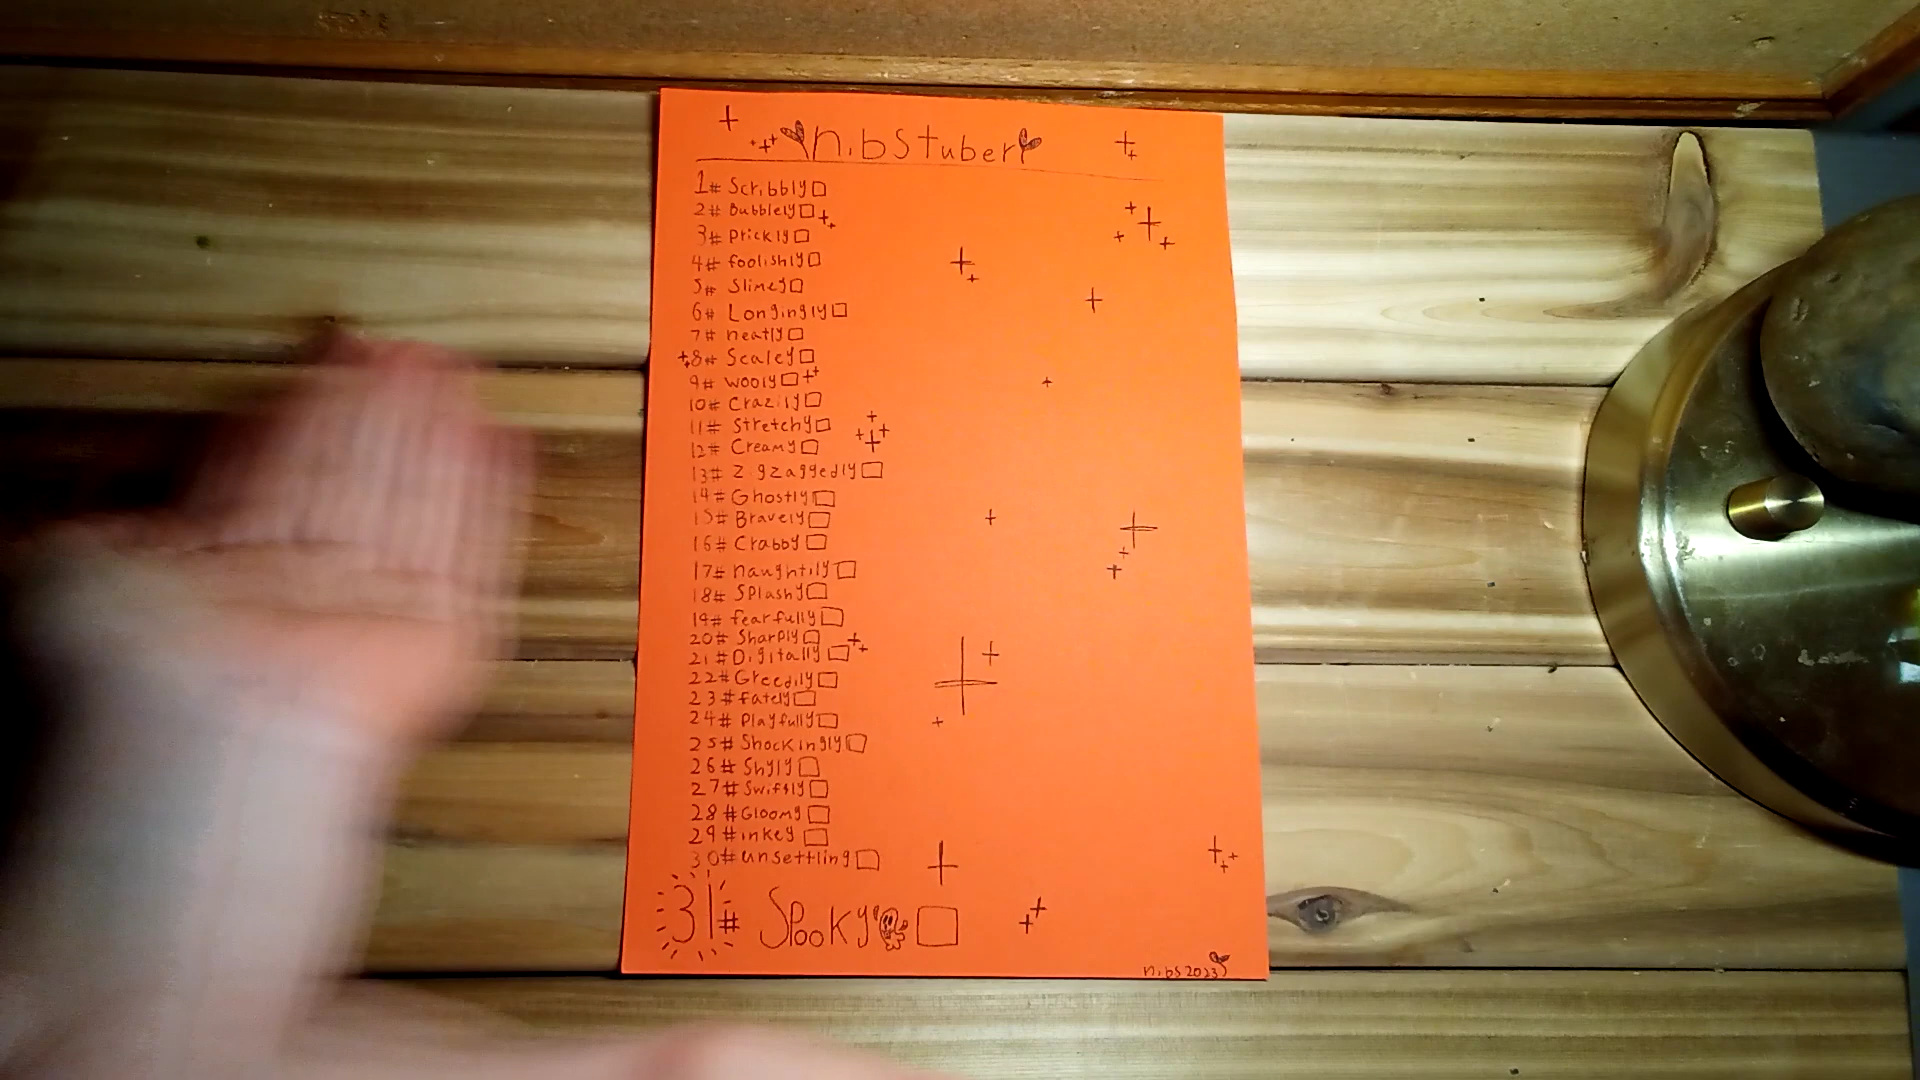 nibstuber
1# Scribbly
2# Bubblely
3# Prickly
4# foolishly
5# Slimey
6# Longingly
7# neatly
8# Scaley
9# wooly
10# Crazily
11# Stretchy
12# Creamy
13# Zigzaggedly
14# Ghostly
15# Bravely
16# Crabby
17# naughtily
18# Splashy
19# fearfully
20# Sharply
21# Digitally
22# Greedily
23# fately
24# Playfully
25# Shockingly
26# Shyly
27# Swiftly
28# Gloomy
29# inkey
30# unsettling
31# Spooky
nibs 2023